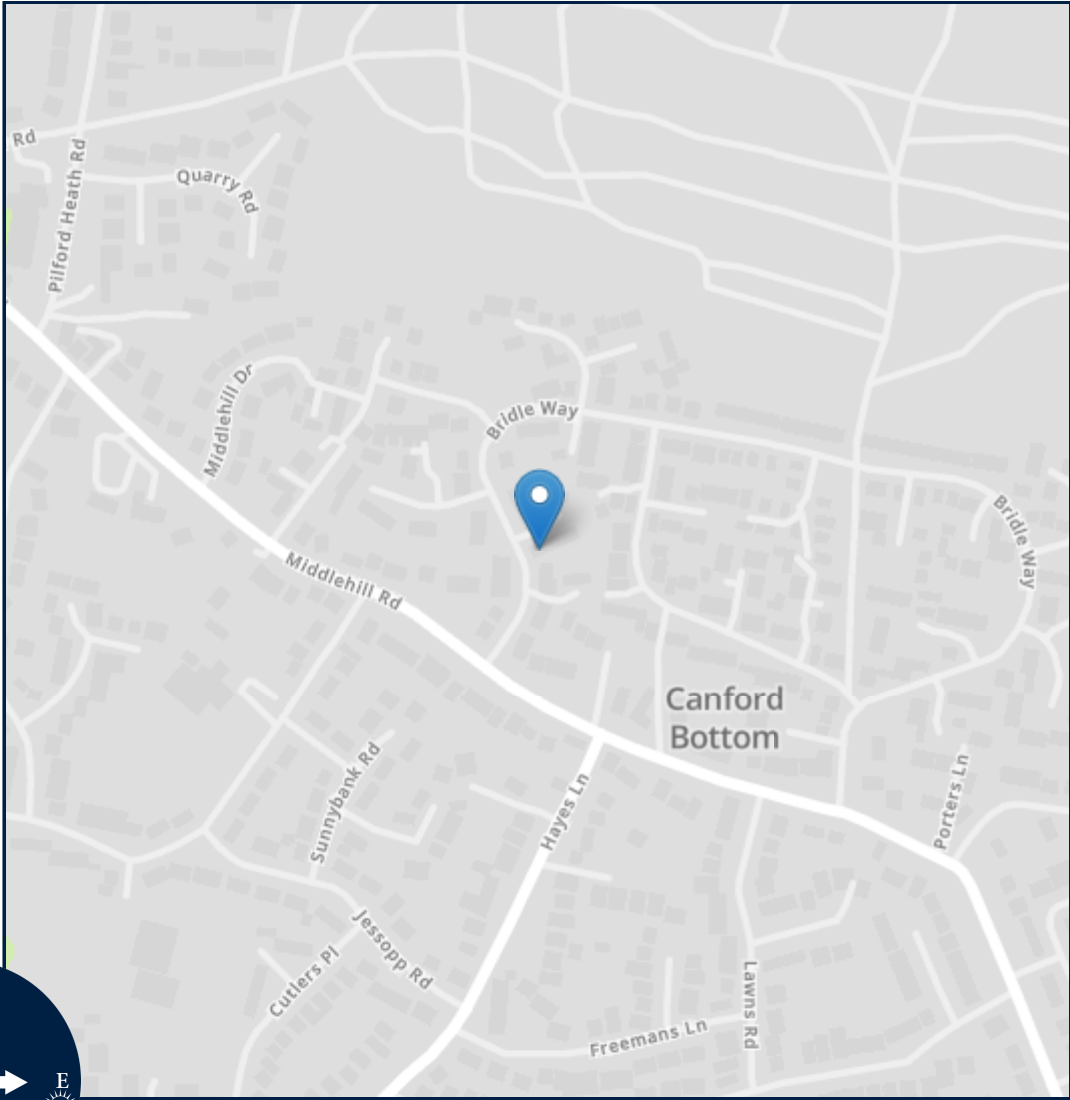 Rd
Pilford Heath Rd
Quarry Rd
Middlehill Dr
Bridle Way
Bridle Way
Middlehill Rd
Canford
Bottom
Sunnybank Rd
Hayes Ln
Porters Ln
Jessopp Rd
Cutlers Pl
Lawns Rd
Freemans Ln
E